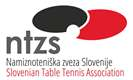 ntzs
Namiznoteniška zveza Slovenije
Slovenian Table Tennis Association